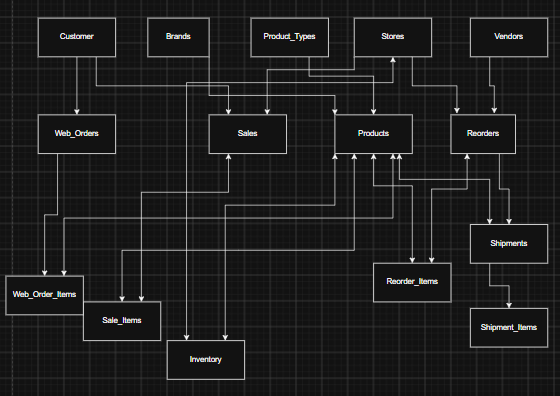 Customer
Brands
Product_Types
Stores
Vendors
Web_Orders
Sales
Products
Reorders
Shipments
Web_Order_Items
Reorder_Items
Sale_Items
Shipment_Items
Inventory